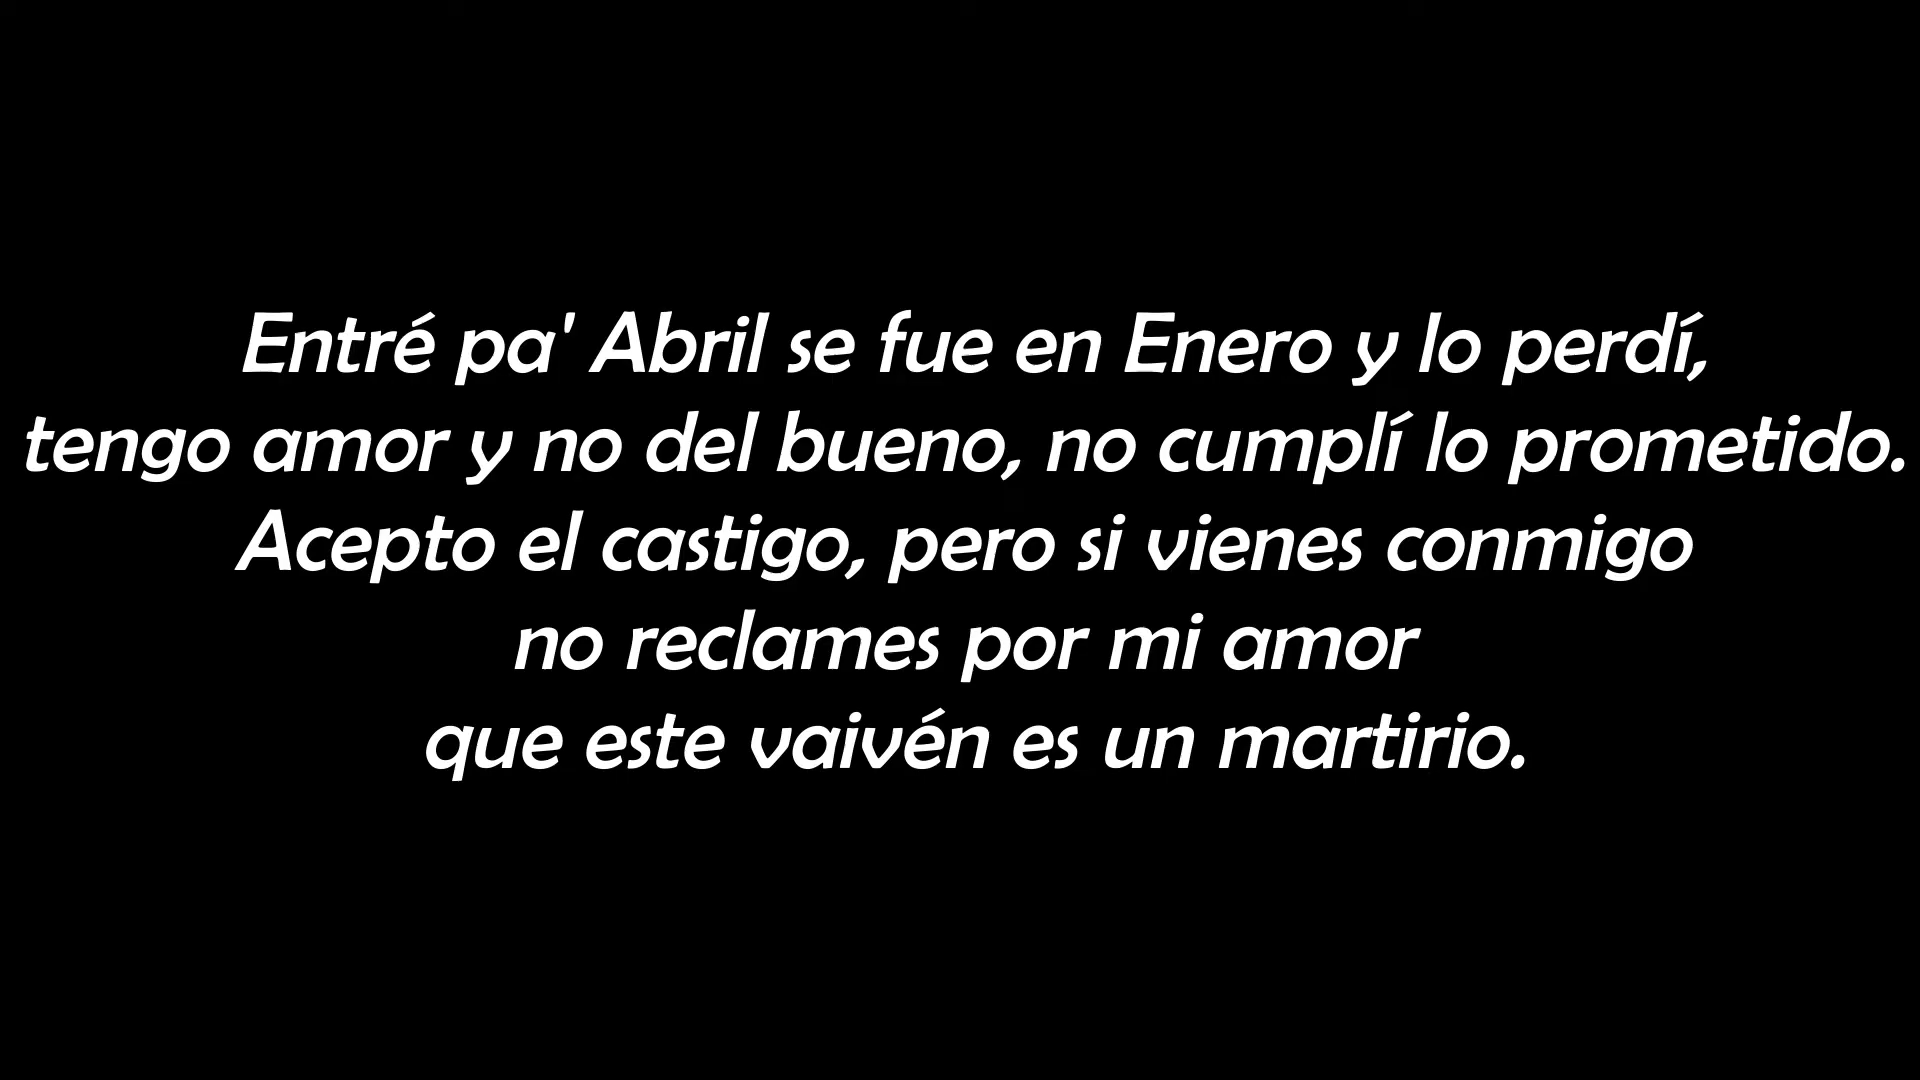 Entré pa' Abril se fue en Enero y lo perdí,
tengo amor y no del bueno, no cumplí lo prometido.
Acepto el castigo, pero si vienes conmigo
no reclames por mi amor
que este vaivén es un martirio.